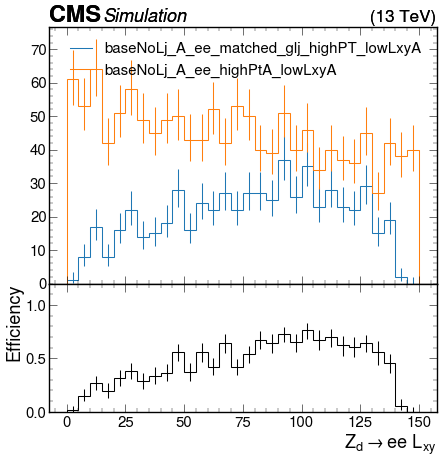 CMS Simulation (13 TeV)
baseNoLj_A_ee_matched_glj_highPT_lowLxyA
baseNoLj_A_ee_highPtA_lowLxyA
70
60
50
40
30
20
10
0
Efficiency
1.0
0.5
0.0
0 25 50 75 100 125 150
Z_d → ee L_xy